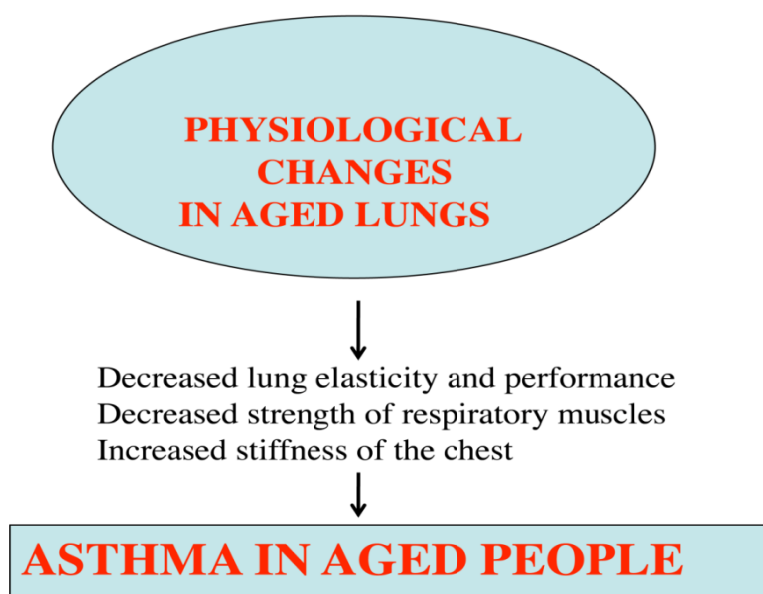 PHYSIOLOGICAL
CHANGES
IN AGED LUNGS
Decreased lung elasticity and performance
Decreased strength of respiratory muscles
Increased stiffness of the chest
ASTHMA IN AGED PEOPLE